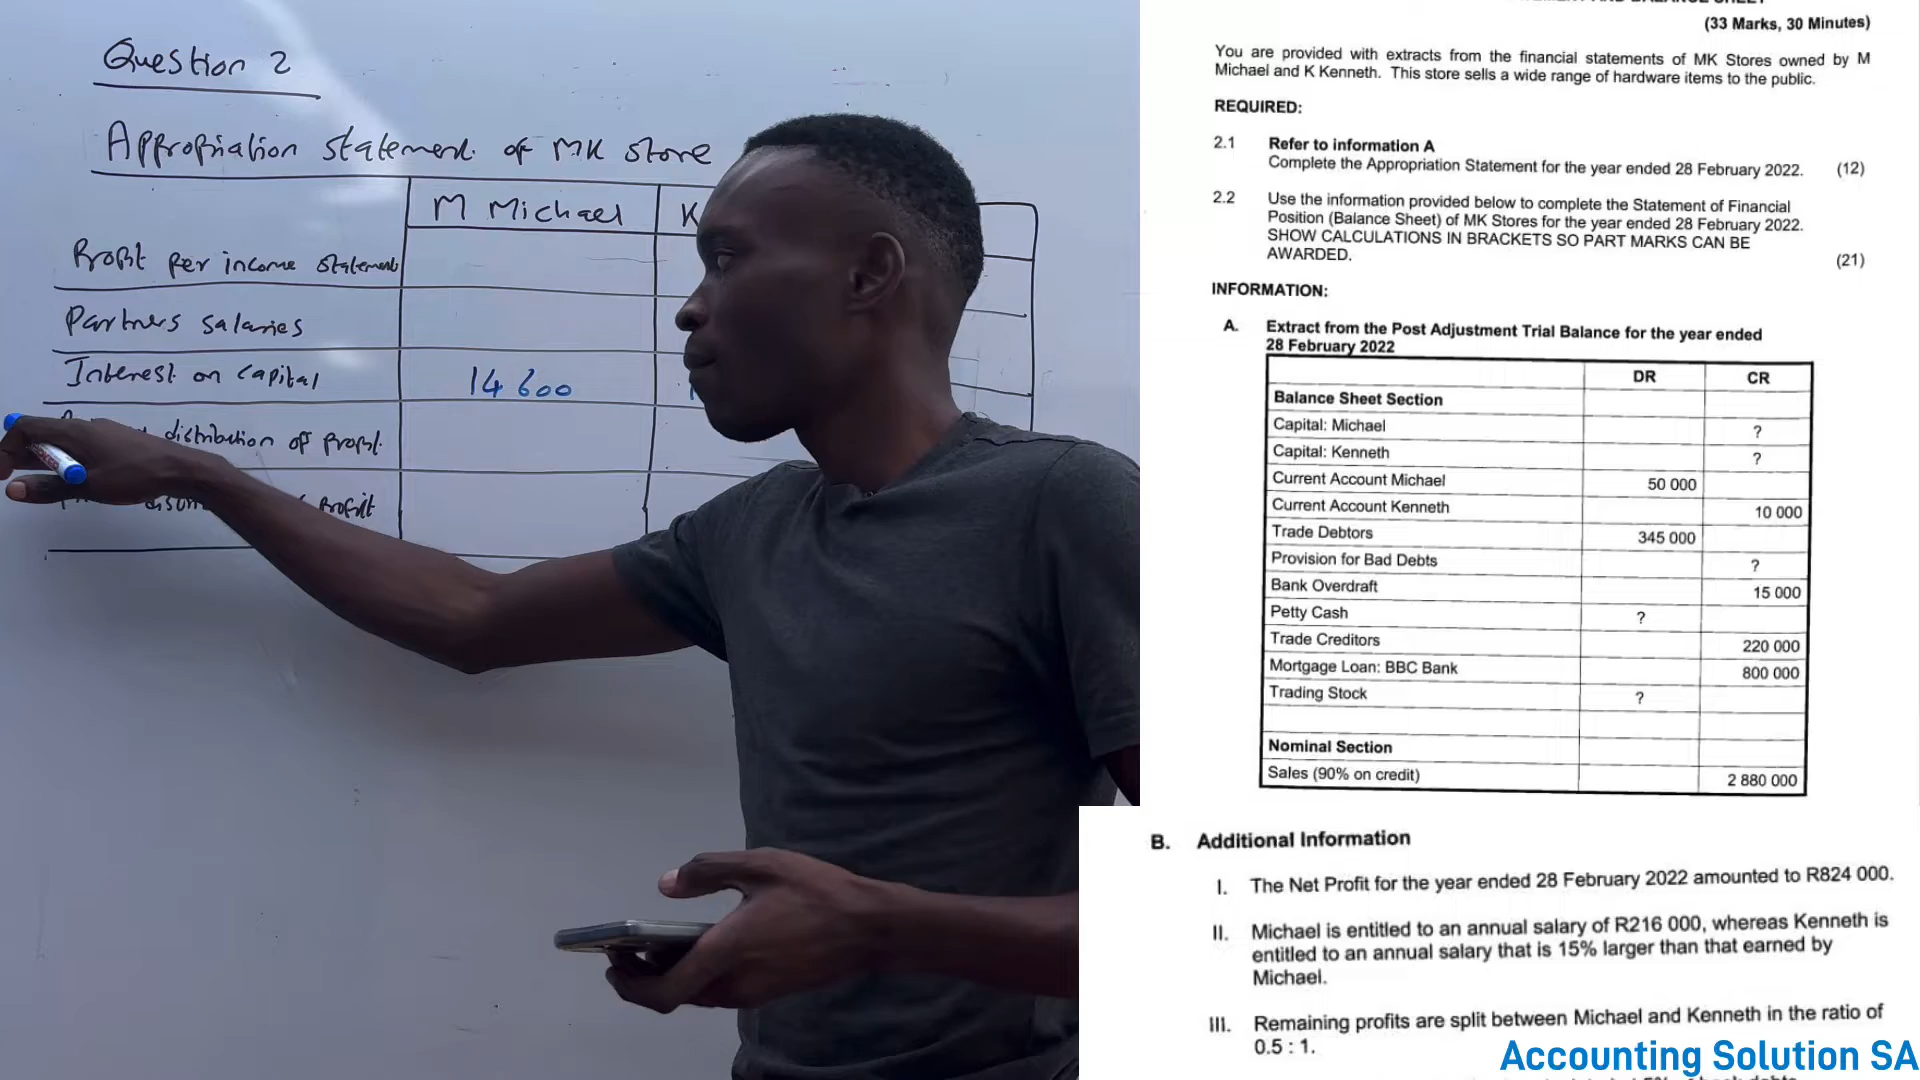 Question 2
Appropriation statement of MK store
M Michael K
Profit per income statement
Partners salaries
Interest on capital 14 600
distribution of profit
profit
(33 Marks, 30 Minutes)
You are provided with extracts from the financial statements of MK Stores owned by M
Michael and K Kenneth. This store sells a wide range of hardware items to the public.
REQUIRED:
2.1 Refer to information A
Complete the Appropriation Statement for the year ended 28 February 2022. (12)
2.2 Use the information provided below to complete the Statement of Financial
Position (Balance Sheet) of MK Stores for the year ended 28 February 2022.
SHOW CALCULATIONS IN BRACKETS SO PART MARKS CAN BE
AWARDED. (21)
INFORMATION:
A. Extract from the Post Adjustment Trial Balance for the year ended
28 February 2022
DR CR
Balance Sheet Section
Capital: Michael ?
Capital: Kenneth ?
Current Account Michael 50 000
Current Account Kenneth 10 000
Trade Debtors 345 000
Provision for Bad Debts ?
Bank Overdraft 15 000
Petty Cash ?
Trade Creditors 220 000
Mortgage Loan: BBC Bank 800 000
Trading Stock ?
Nominal Section
Sales (90% on credit) 2 880 000
B. Additional Information
I. The Net Profit for the year ended 28 February 2022 amounted to R824 000.
II. Michael is entitled to an annual salary of R216 000, whereas Kenneth is
entitled to an annual salary that is 15% larger than that earned by
Michael.
III. Remaining profits are split between Michael and Kenneth in the ratio of
0.5 : 1.
Accounting Solution SA